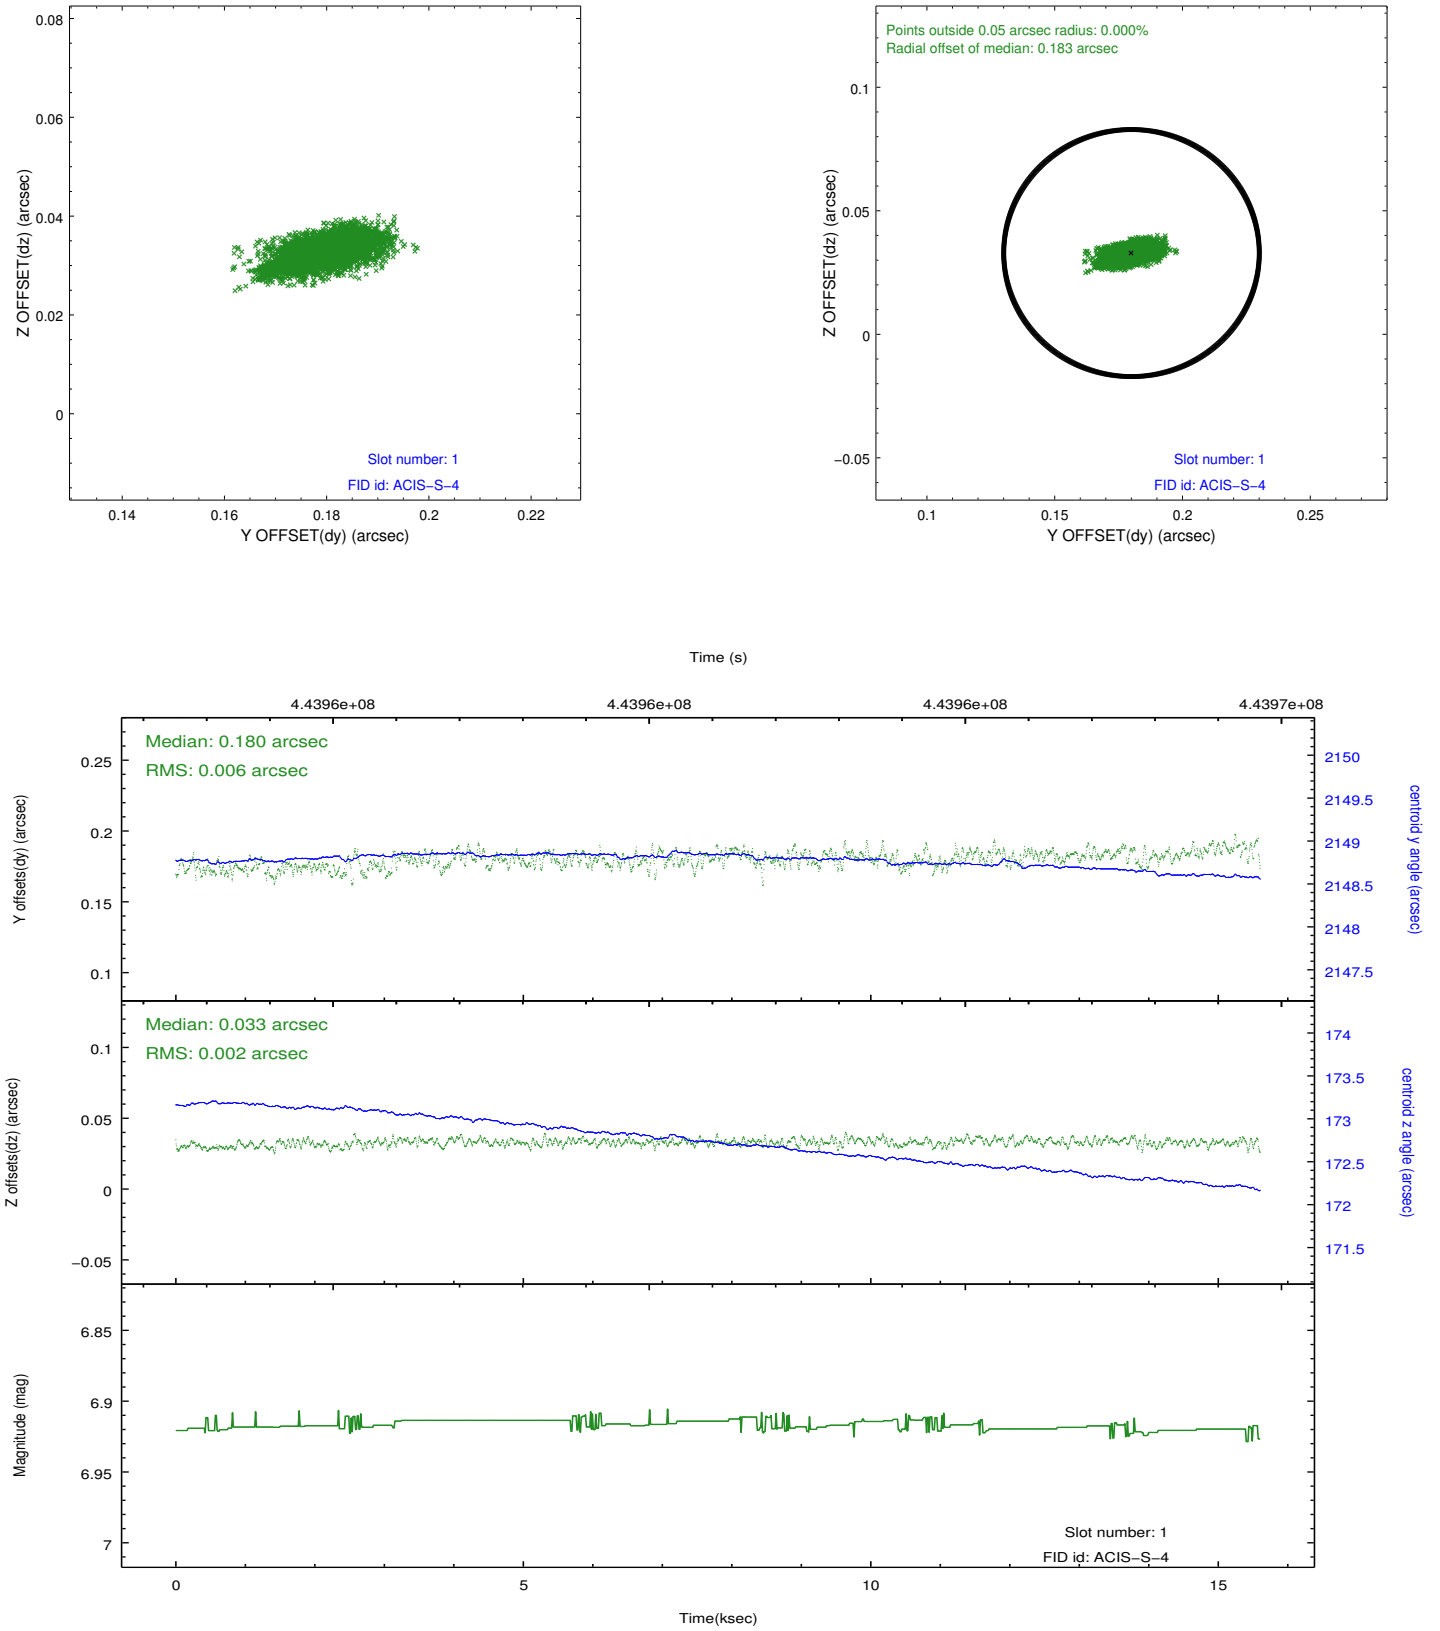 0.08
0.06
0.04
0.02
0
Z OFFSET(dz) (arcsec)
Slot number: 1
FID id: ACIS−S−4
0.14 0.16 0.18 0.2 0.22
Y OFFSET(dy) (arcsec)
Points outside 0.05 arcsec radius: 0.000%
Radial offset of median: 0.183 arcsec
0.1
0.05
0
−0.05
Z OFFSET(dz) (arcsec)
Slot number: 1
FID id: ACIS−S−4
0.1 0.15 0.2 0.25
Y OFFSET(dy) (arcsec)
Time (s)
4.4396e+08 4.4396e+08 4.4396e+08 4.4397e+08
Median: 0.180 arcsec
RMS: 0.006 arcsec
0.25
0.2
0.15
0.1
Y offsets(dy) (arcsec)
2150
2149.5
2149
2148.5
2148
2147.5
centroid y angle (arcsec)
Median: 0.033 arcsec
RMS: 0.002 arcsec
0.1
0.05
0
−0.05
Z offsets(dz) (arcsec)
174
173.5
173
172.5
172
171.5
centroid z angle (arcsec)
6.85
6.9
6.95
7
Magnitude (mag)
Slot number: 1
FID id: ACIS−S−4
0 5 10 15
Time(ksec)